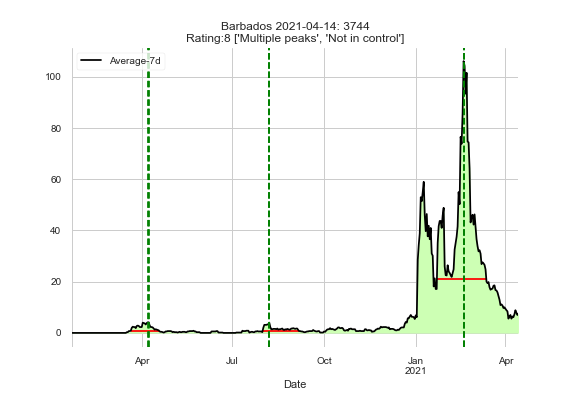 Barbados 2021-04-14: 3744
Rating:8 ['Multiple peaks', 'Not in control']
Average-7d
100
80
60
40
20
0
Apr
Jul
Oct
Jan
2021
Apr
Date